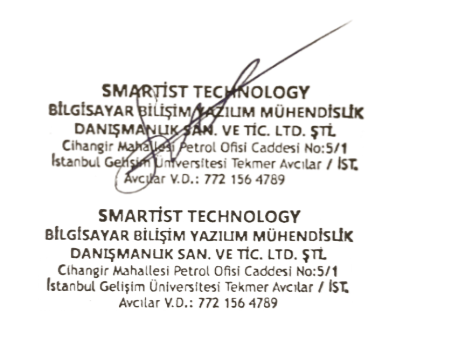 SMARTIST TECHNOLOGY
BİLGİSAYAR BİLİŞİM YAZILIM MÜHENDİSLİK
DANIŞMANLIK SAN. VE TİC. LTD. ŞTİ.
Cihangir Mahallesi Petrol Ofisi Caddesi No:5/1
İstanbul Gelişim Üniversitesi Tekmer Avcılar / İST.
Avcılar V.D.: 772 156 4789
SMARTIST TECHNOLOGY
BİLGİSAYAR BİLİŞİM YAZILIM MÜHENDİSLİK
DANIŞMANLIK SAN. VE TİC. LTD. ŞTİ.
Cihangir Mahallesi Petrol Ofisi Caddesi No:5/1
İstanbul Gelişim Üniversitesi Tekmer Avcılar / İST.
Avcılar V.D.: 772 156 4789